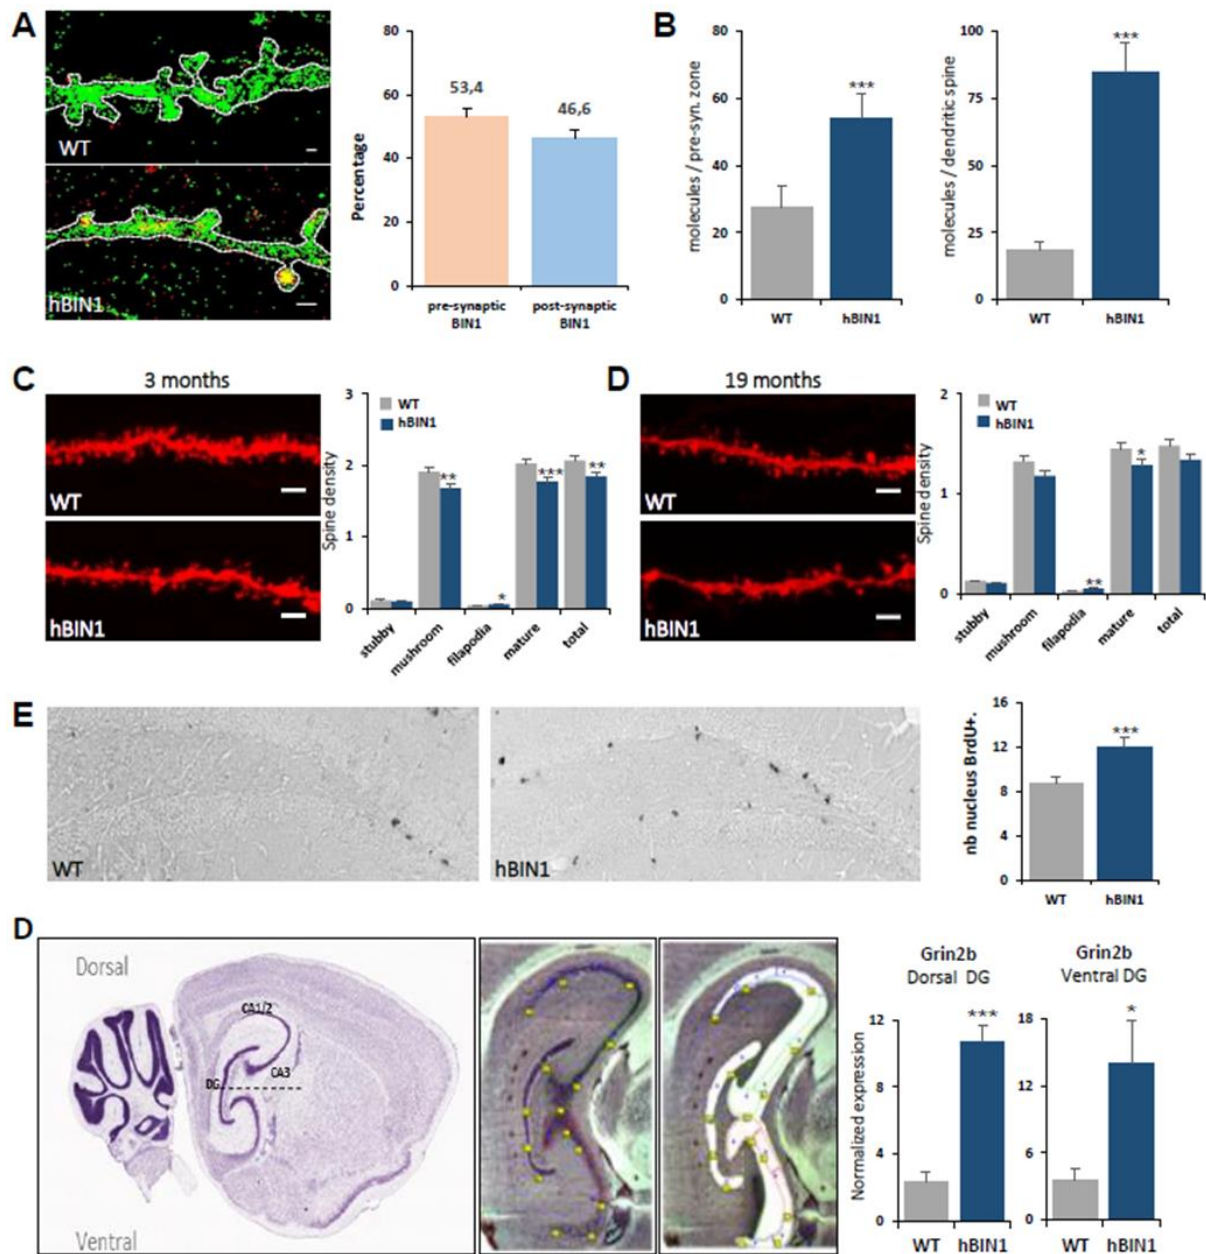 A
WT
hBIN1
Percentage
80
60
40
20
0
53,4
46,6
pre-synaptic
BIN1
post-synaptic
BIN1
B
molecules / pre-syn. zone
80
60
40
20
0
***
WT
hBIN1
molecules / dendritic spine
100
75
50
25
0
***
WT
hBIN1
C
3 months
WT
hBIN1
Spine density
3
2
1
0
WT
hBIN1
**
*
***
**
stubby
mushroom
filapodia
mature
total
D
19 months
WT
hBIN1
Spine density
2
1
0
WT
hBIN1
**
*
stubby
mushroom
filapodia
mature
total
E
WT
hBIN1
nb nucleus BrdU+.
16
12
8
4
0
***
WT
hBIN1
D
Dorsal
CA1/2
CA3
DG
Ventral
Grin2b
Dorsal DG
Normalized expression
12
8
4
0
***
WT
hBIN1
Grin2b
Ventral DG
18
12
6
0
*
WT
hBIN1